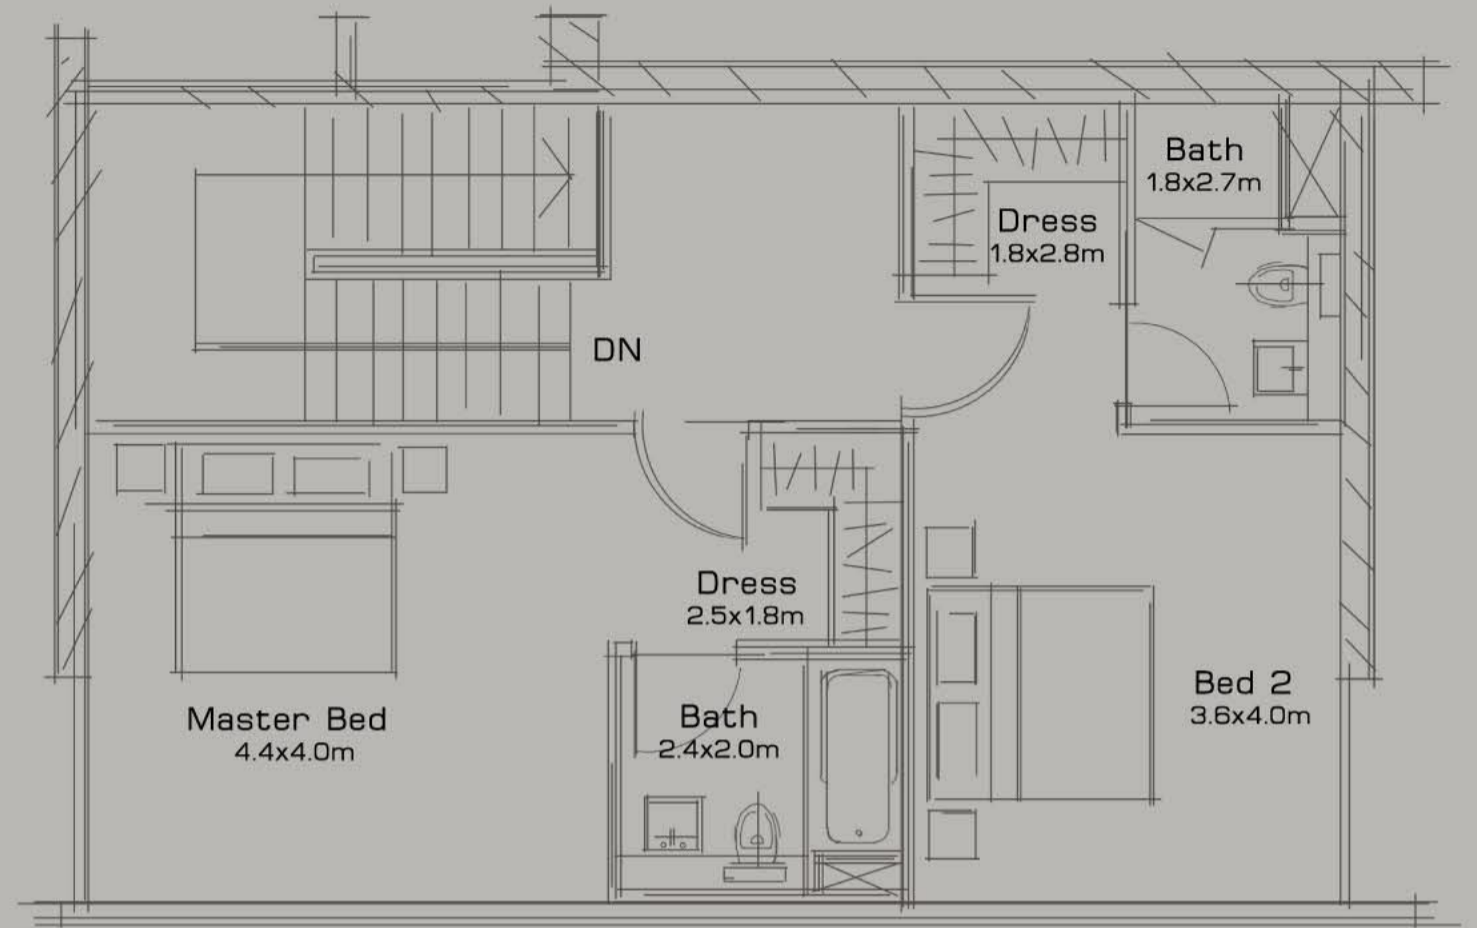 Bath
1.8x2.7m
Dress
1.8x2.8m
DN
Dress
2.5x1.8m
Bed 2
3.6x4.0m
Master Bed
4.4x4.0m
Bath
2.4x2.0m